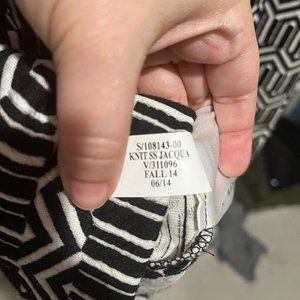 S/108143-00
KNIT SS JACQUA
V/311096
FALL 14
06/14